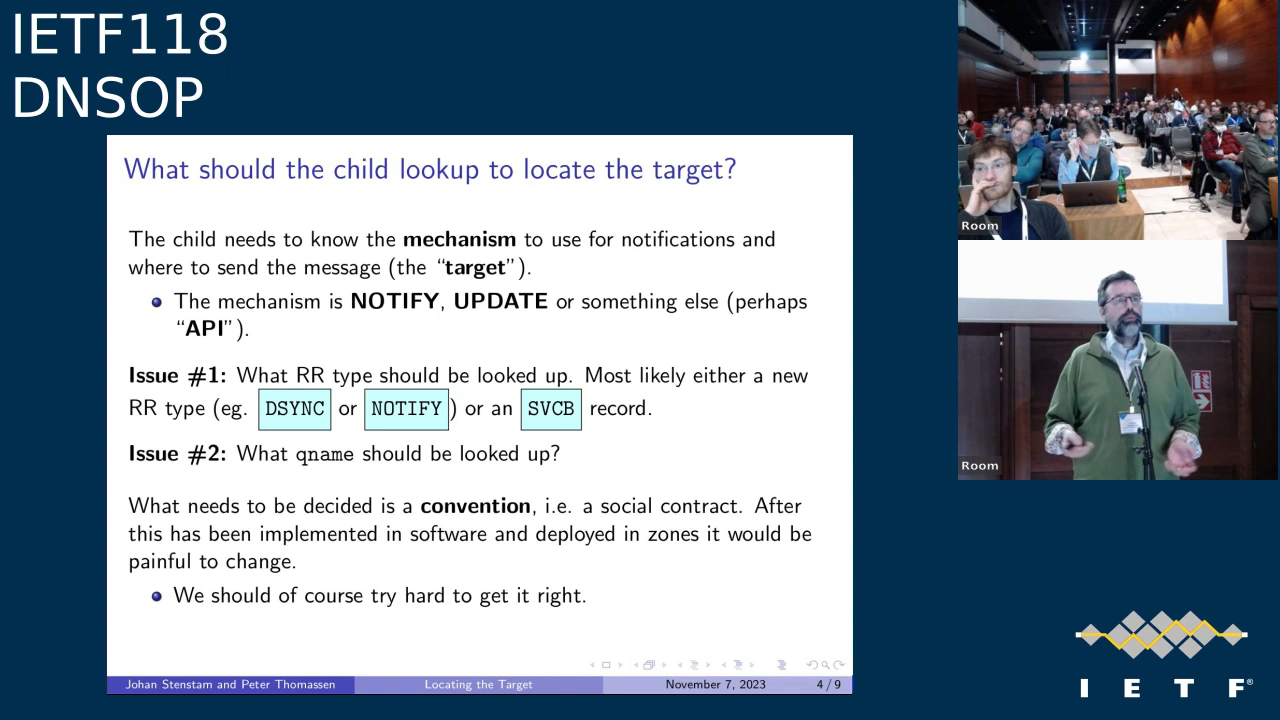 IETF118
DNSOP
What should the child lookup to locate the target?
The child needs to know the mechanism to use for notifications and
where to send the message (the “target”).
The mechanism is NOTIFY, UPDATE or something else (perhaps
“API”).
Issue #1: What RR type should be looked up. Most likely either a new
RR type (eg. DSYNC or NOTIFY) or an SVCB record.
Issue #2: What qname should be looked up?
What needs to be decided is a convention, i.e. a social contract. After
this has been implemented in software and deployed in zones it would be
painful to change.
We should of course try hard to get it right.
Johan Stenstam and Peter Thomassen
Locating the Target
November 7, 2023
4 / 9
Room
Room
I E T F®